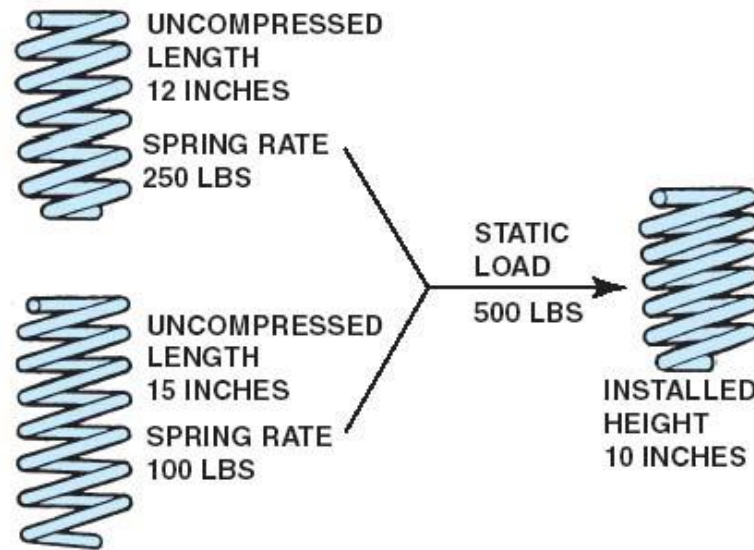 UNCOMPRESSED
LENGTH
12 INCHES
SPRING RATE
250 LBS
UNCOMPRESSED
LENGTH
15 INCHES
SPRING RATE
100 LBS
STATIC
LOAD
500 LBS
INSTALLED
HEIGHT
10 INCHES